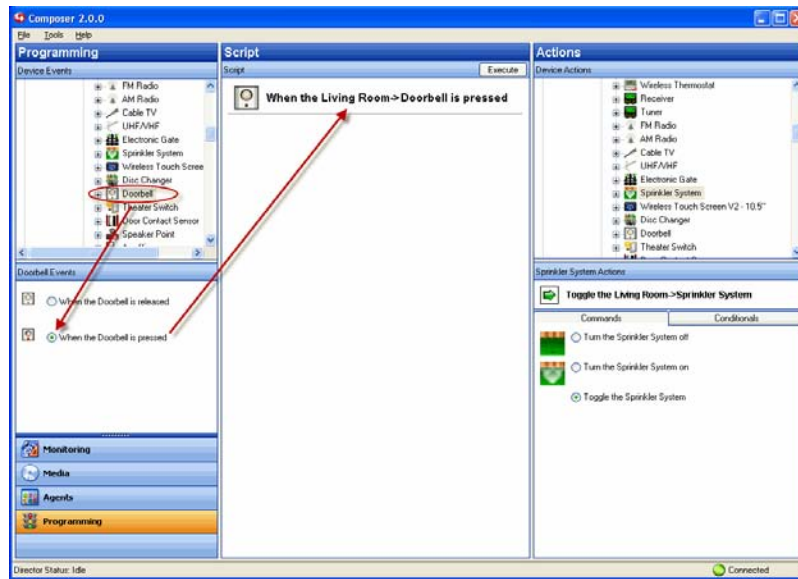 Composer 2.0.0
File Tools Help
Programming
Device Events
FM Radio
AM Radio
Cable TV
UHF/VHF
Electronic Gate
Sprinkler System
Wireless Touch Scree
Disc Changer
Doorbell
Theater Switch
Door Contact Sensor
Speaker Point
Doorbell Events
When the Doorbell is released
When the Doorbell is pressed
Monitoring
Media
Agents
Programming
Script
Script Execute
When the Living Room->Doorbell is pressed
Actions
Device Actions
Wireless Thermostat
Receiver
Tuner
FM Radio
AM Radio
Cable TV
UHF/VHF
Electronic Gate
Sprinkler System
Wireless Touch Screen V2 - 10.5"
Disc Changer
Doorbell
Theater Switch
Sprinkler System Actions
Toggle the Living Room->Sprinkler System
Commands Conditionals
Turn the Sprinkler System off
Turn the Sprinkler System on
Toggle the Sprinkler System
Director Status: Idle
Connected